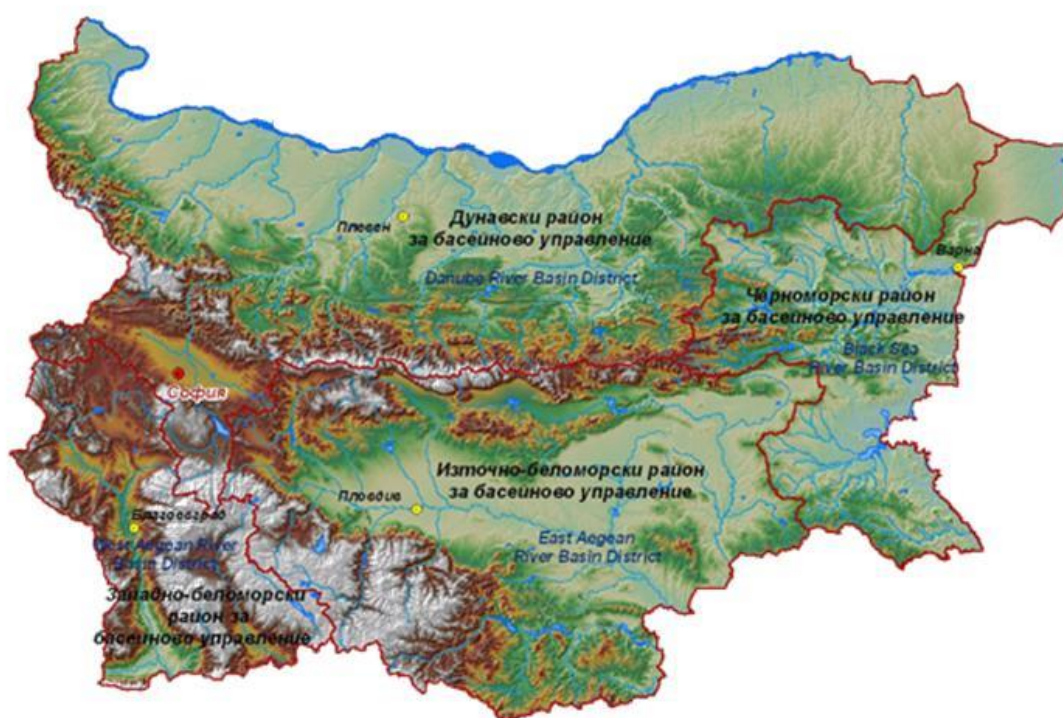 Плевен
Дунавски район
за басейново управление
Danube River Basin District
Варна
Черноморски район
за басейново управление
Black Sea
River Basin District
София
Източно-беломорски район
за басейново управление
Пловдив
East Aegean
River Basin District
Благоевград
West Aegean River
Basin District
Западно-беломорски
район за
басейново управление